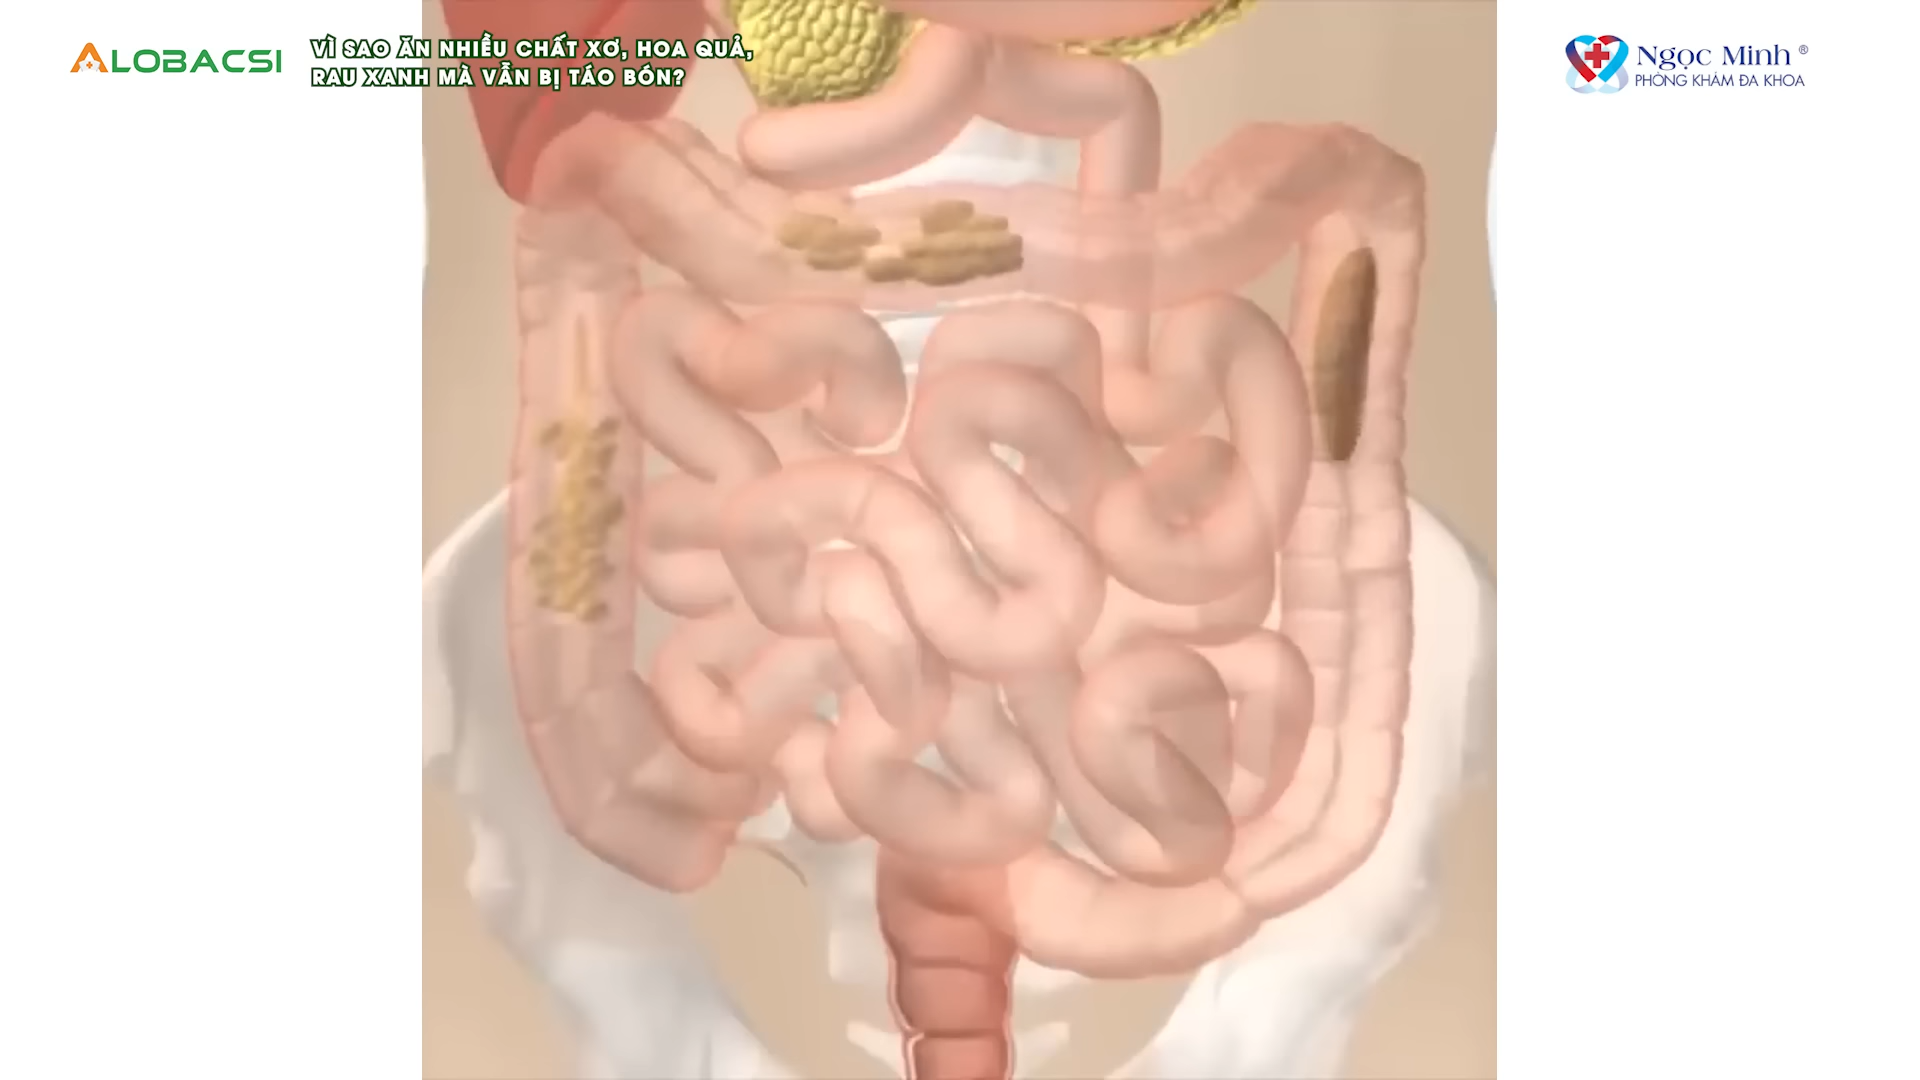 ALOBACSI
VÌ SAO ĂN NHIỀU CHẤT XƠ, HOA QUẢ,
RAU XANH MÀ VẪN BỊ TÁO BÓN?
Ngọc Minh ®
PHÒNG KHÁM ĐA KHOA